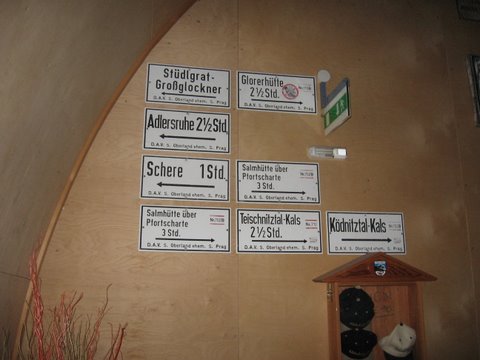 Stüdlgrat-
Großglockner
D.A.V. S. Oberland ehem. S. Prag
Glorerhütte
2½ Std.
D.A.V. S. Oberland ehem. S. Prag
Adlersruhe 2½ Std.
D.A.V. S. Oberland ehem. S. Prag
Schere 1 Std.
D.A.V. S. Oberland ehem. S. Prag
Salmhütte über
Pfortscharte
3 Std.
D.A.V. S. Oberland ehem. S. Prag
Salmhütte über
Pfortscharte
3 Std.
D.A.V. S. Oberland ehem. S. Prag
Teischnitztal-Kals
2½ Std.
D.A.V. S. Oberland ehem. S. Prag
Ködnitztal-Kals
D.A.V. S. Oberland ehem. S. Prag